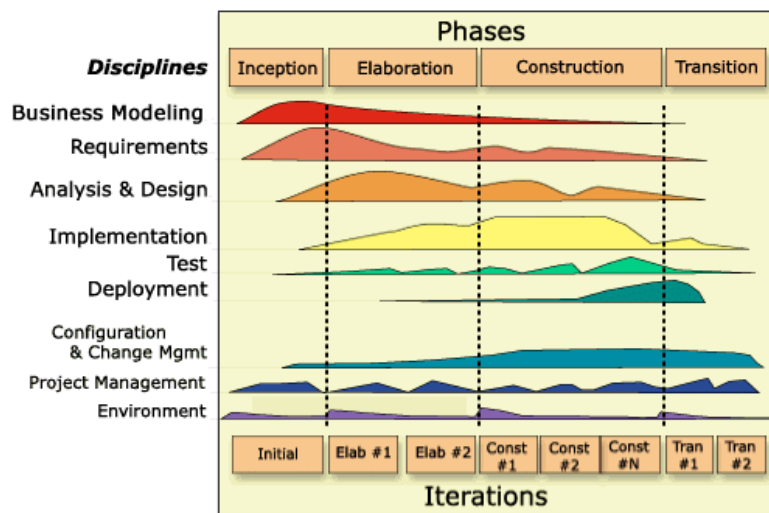 Phases
Disciplines Inception Elaboration Construction Transition
Business Modeling
Requirements
Analysis & Design
Implementation
Test
Deployment
Configuration
& Change Mgmt
Project Management
Environment
Initial Elab #1 Elab #2 Const #1 Const #2 Const #N Tran #1 Tran #2
Iterations